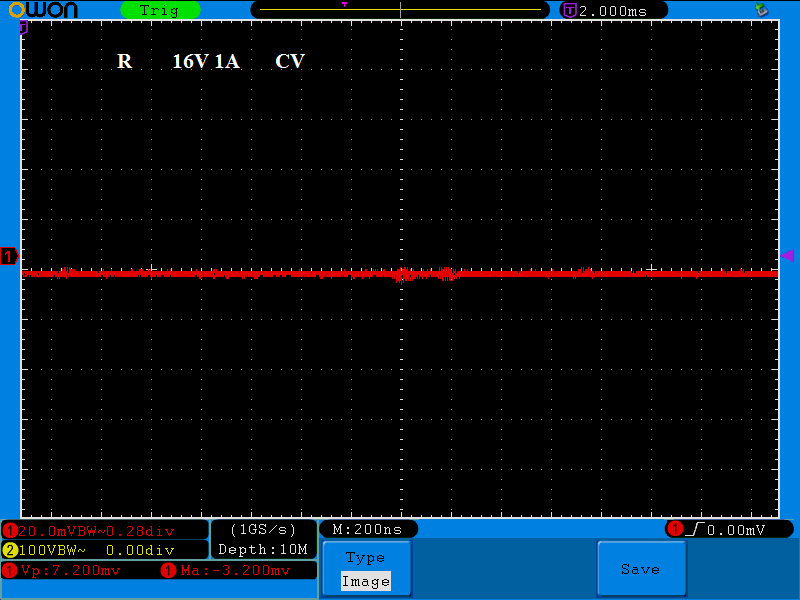 OWON Trig T 2.000ms
T
R 16V 1A CV
1
1 20.0mVBW~0.28div
2 100VBW~ 0.00div
(1GS/s)
Depth:10M
M:200ns
1 0.00mV
1 Vp:7.200mv 1 Ma:-3.200mv
Type
Image
Save